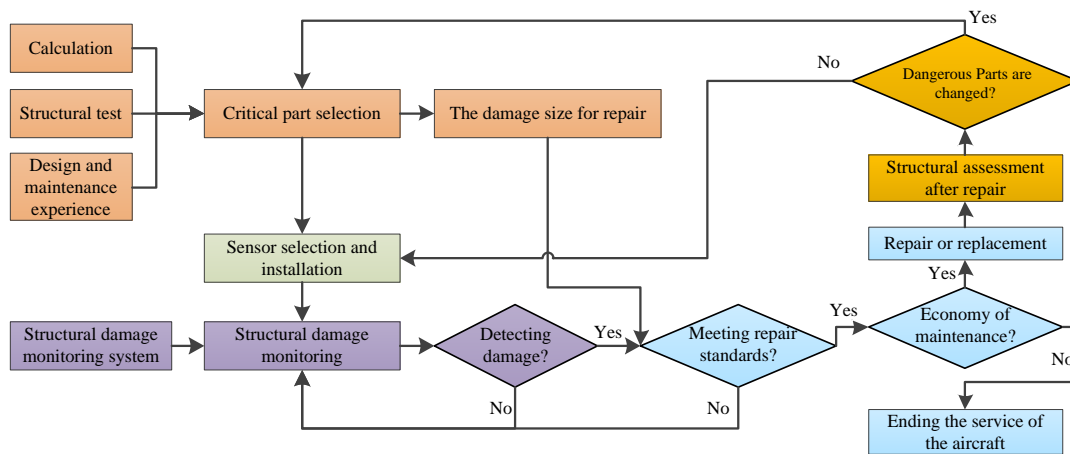 Yes
Calculation
No
Dangerous Parts are
changed?
Structural test
Critical part selection
The damage size for repair
Design and
maintenance
experience
Structural assessment
after repair
Sensor selection and
installation
Repair or replacement
Yes
Structural damage
monitoring system
Structural damage
monitoring
Detecting
damage?
Yes
Meeting repair
standards?
Yes
Economy of
maintenance?
No
No
No
Ending the service of
the aircraft